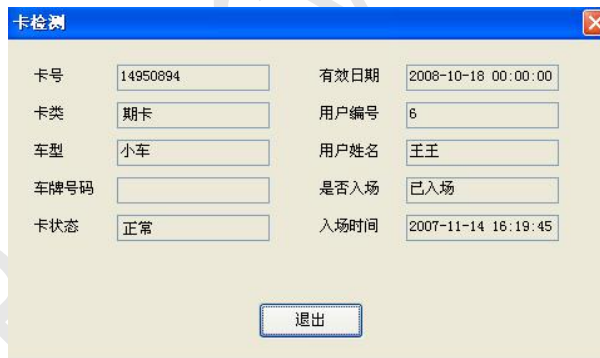 卡检测
卡号 14950894 有效日期 2008-10-18 00:00:00
卡类 期卡 用户编号 6
车型 小车 用户姓名 王王
车牌号码 是否入场 已入场
卡状态 正常 入场时间 2007-11-14 16:19:45
退出